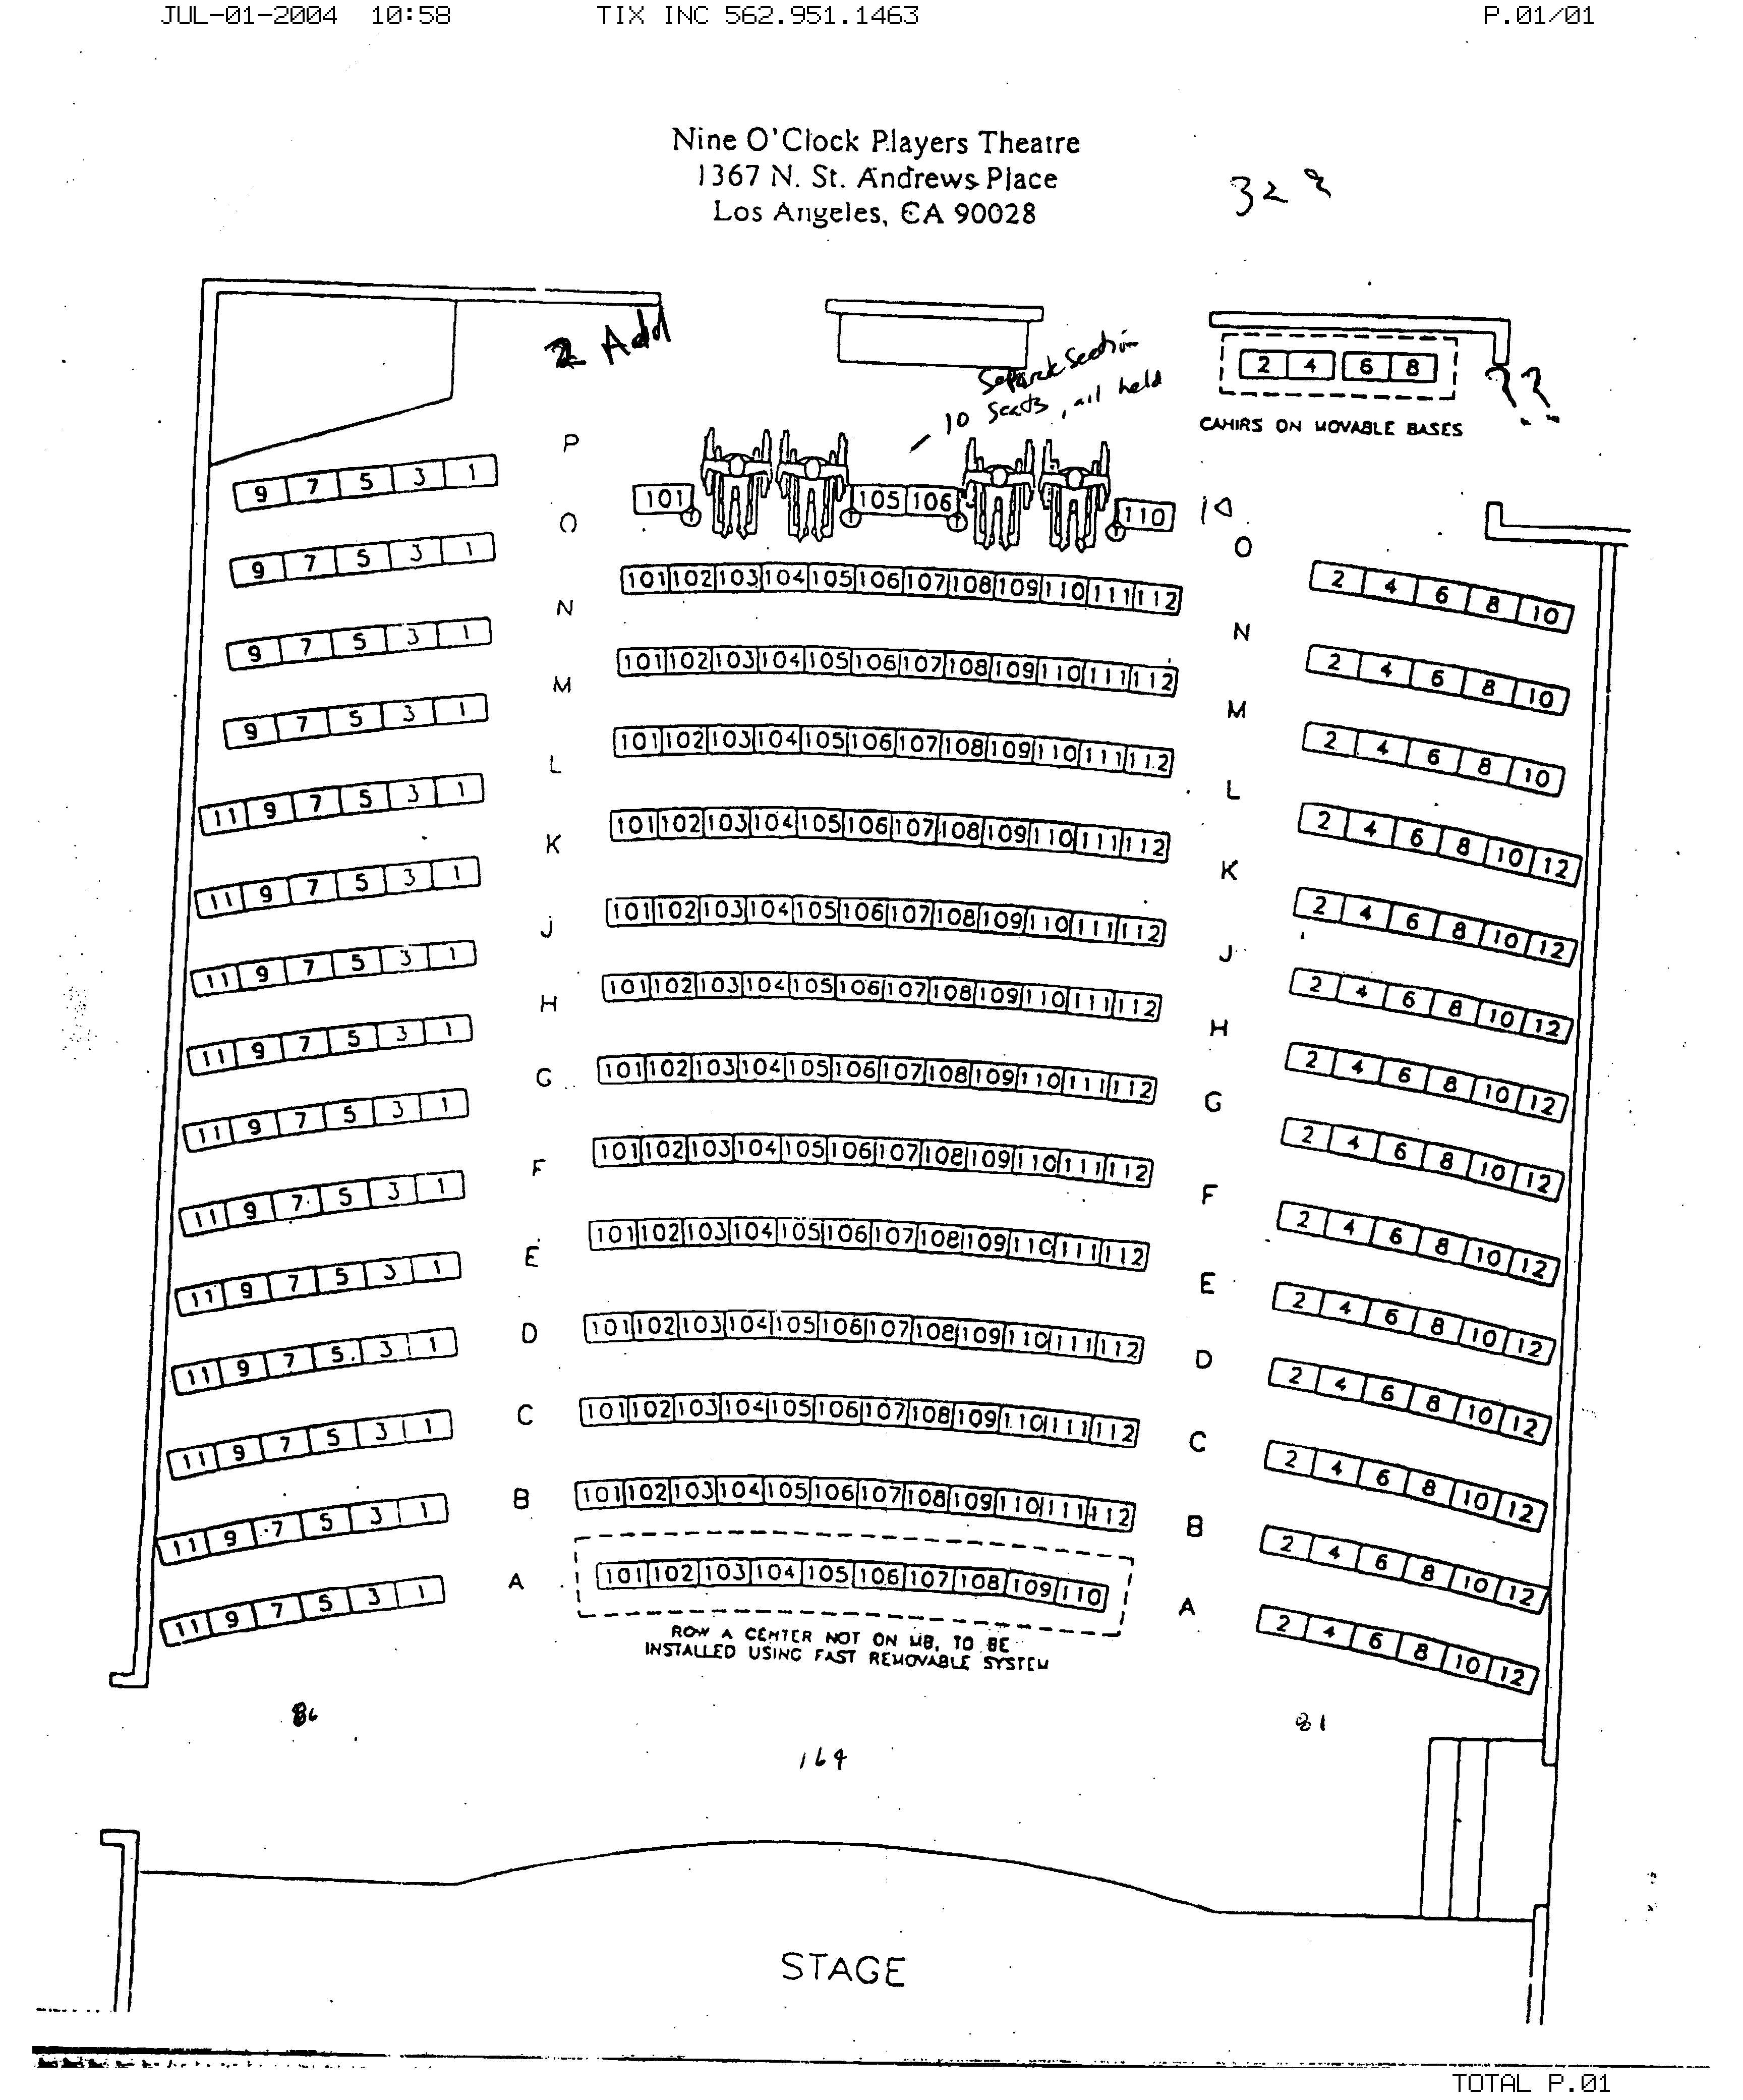 JUL-01-2004 10:58 TIX INC 562.951.1463 P.01/01
Nine O'Clock Players Theatre
1367 N. St. Andrews Place
Los Angeles, CA 90028
32
2 Add
Separate Section
10 Seats, all held
2 4 6 8 ??
CAHIRS ON MOVABLE BASES
9 7 5 3 1 P 101 105 106 110
9 7 5 3 1 O 101 102 103 104 105 106 107 108 109 110 111 112 O 2 4 6 8 10
9 7 5 3 1 N 101 102 103 104 105 106 107 108 109 110 111 112 N 2 4 6 8 10
9 7 5 3 1 M 101 102 103 104 105 106 107 108 109 110 111 112 M 2 4 6 8 10
11 9 7 5 3 1 L 101 102 103 104 105 106 107 108 109 110 111 112 L 2 4 6 8 10 12
11 9 7 5 3 1 K 101 102 103 104 105 106 107 108 109 110 111 112 K 2 4 6 8 10 12
11 9 7 5 3 1 J 101 102 103 104 105 106 107 108 109 110 111 112 J 2 4 6 8 10 12
11 9 7 5 3 1 H 101 102 103 104 105 106 107 108 109 110 111 112 H 2 4 6 8 10 12
11 9 7 5 3 1 G 101 102 103 104 105 106 107 108 109 110 111 112 G 2 4 6 8 10 12
11 9 7 5 3 1 F 101 102 103 104 105 106 107 108 109 110 111 112 F 2 4 6 8 10 12
11 9 7 5 3 1 E 101 102 103 104 105 106 107 108 109 110 111 112 E 2 4 6 8 10 12
11 9 7 5 3 1 D 101 102 103 104 105 106 107 108 109 110 111 112 D 2 4 6 8 10 12
11 9 7 5 3 1 C 101 102 103 104 105 106 107 108 109 110 111 112 C 2 4 6 8 10 12
11 9 7 5 3 1 B 101 102 103 104 105 106 107 108 109 110 111 112 B 2 4 6 8 10 12
11 9 7 5 3 1 A 101 102 103 104 105 106 107 108 109 110 A 2 4 6 8 10 12
ROW A CENTER NOT ON MB, TO BE
INSTALLED USING FAST REMOVABLE SYSTEM
86 164 81
STAGE
TOTAL P.01